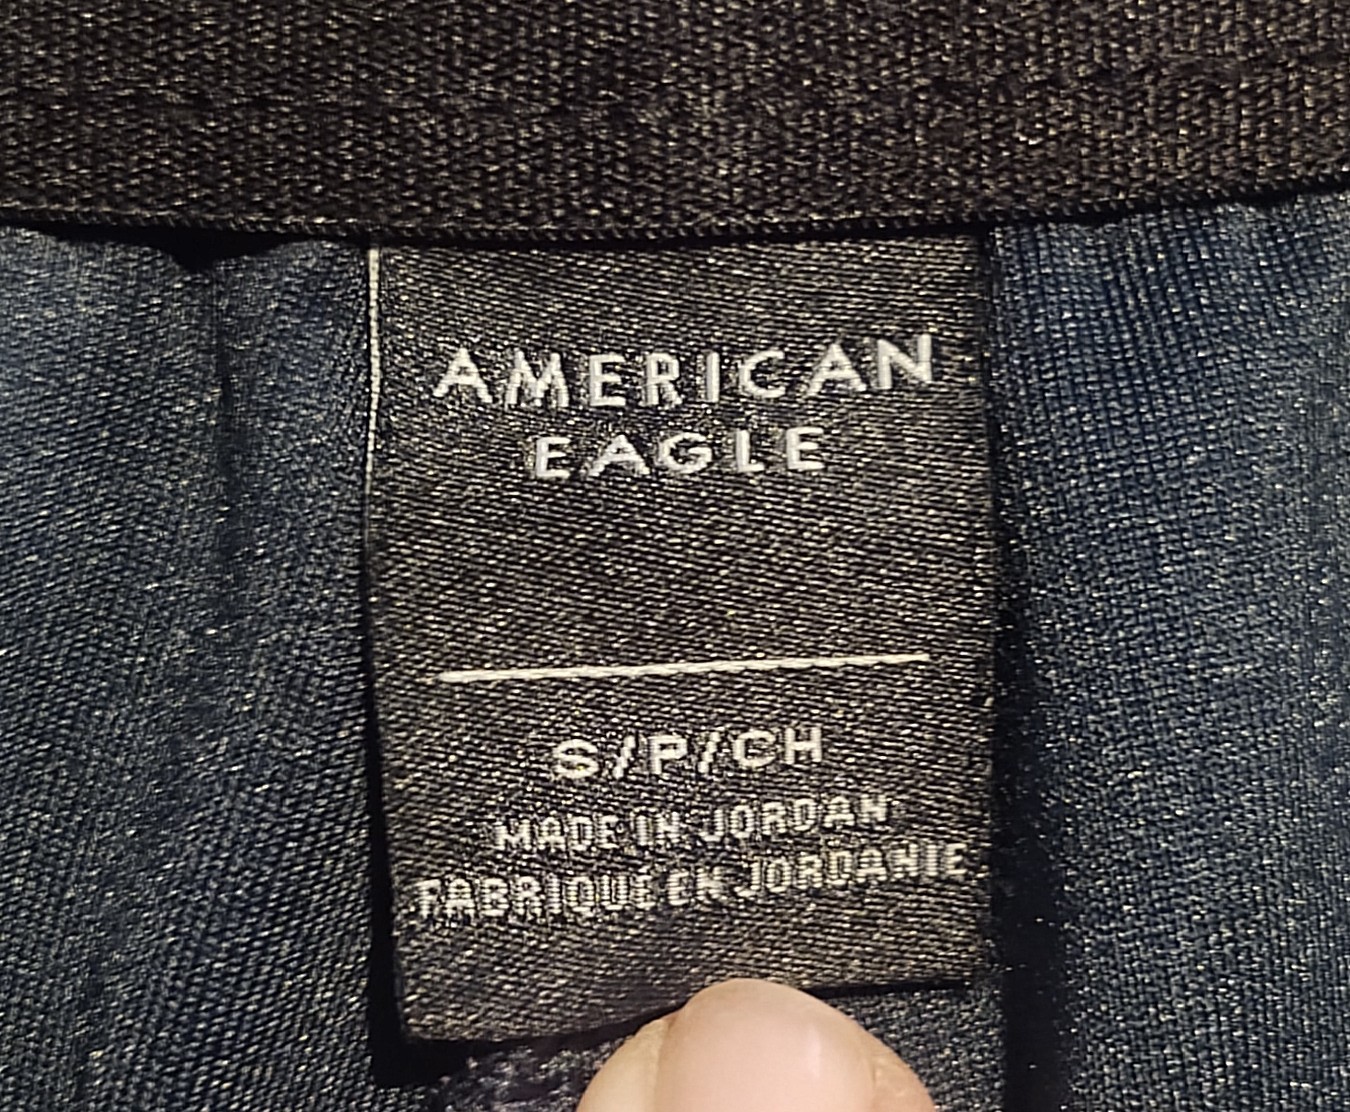 AMERICAN
EAGLE
S/P/CH
MADE IN JORDAN
FABRIQUÉ EN JORDANIE